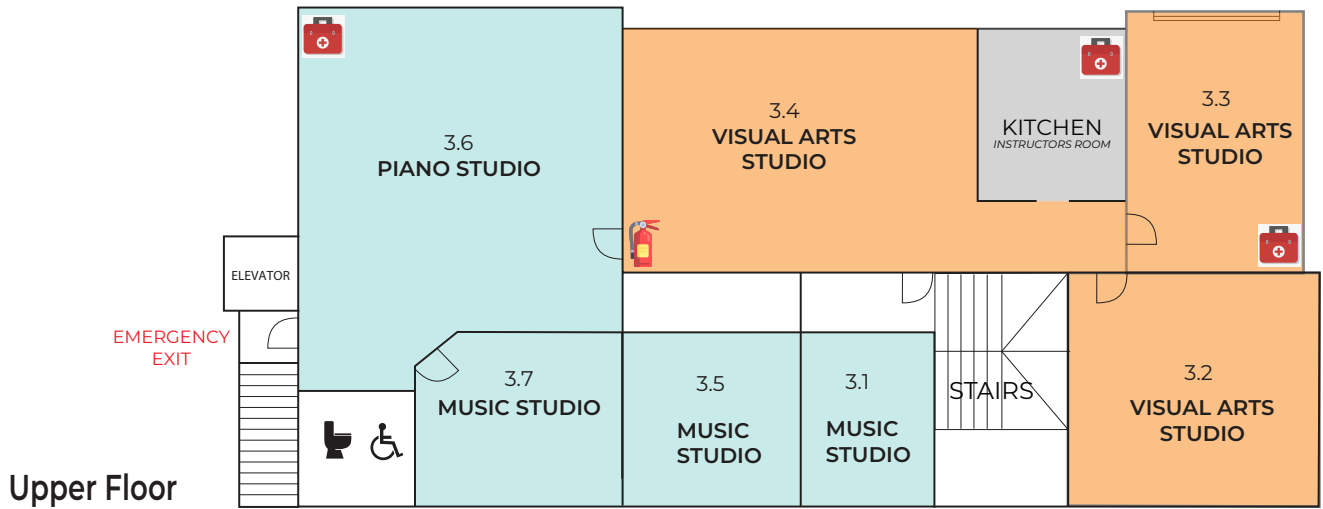 3.6
PIANO STUDIO
3.4
VISUAL ARTS
STUDIO
KITCHEN
INSTRUCTORS ROOM
3.3
VISUAL ARTS
STUDIO
ELEVATOR
EMERGENCY
EXIT
3.7
MUSIC STUDIO
3.5
MUSIC
STUDIO
3.1
MUSIC
STUDIO
STAIRS
3.2
VISUAL ARTS
STUDIO
Upper Floor